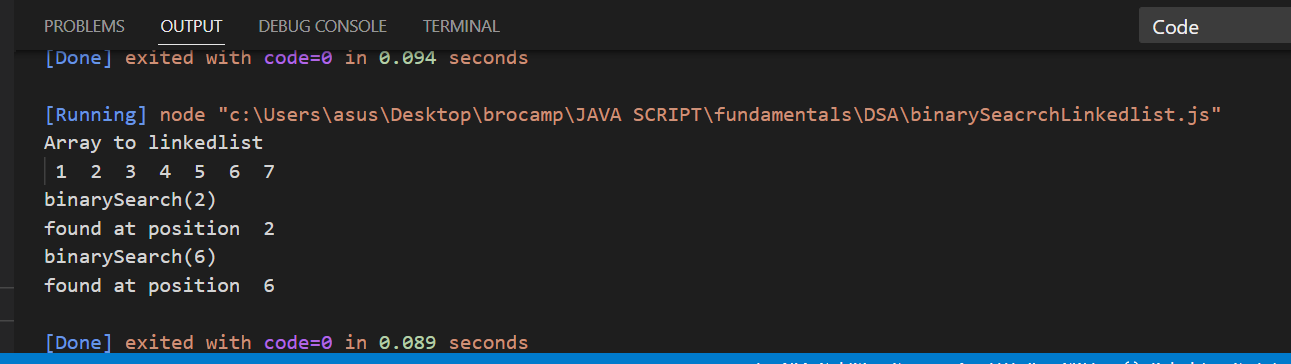 PROBLEMS OUTPUT DEBUG CONSOLE TERMINAL Code
[Done] exited with code=0 in 0.094 seconds
[Running] node "c:\Users\asus\Desktop\brocamp\JAVA SCRIPT\fundamentals\DSA\binarySeacrchLinkedlist.js"
Array to linkedlist
1 2 3 4 5 6 7
binarySearch(2)
found at position 2
binarySearch(6)
found at position 6
[Done] exited with code=0 in 0.089 seconds